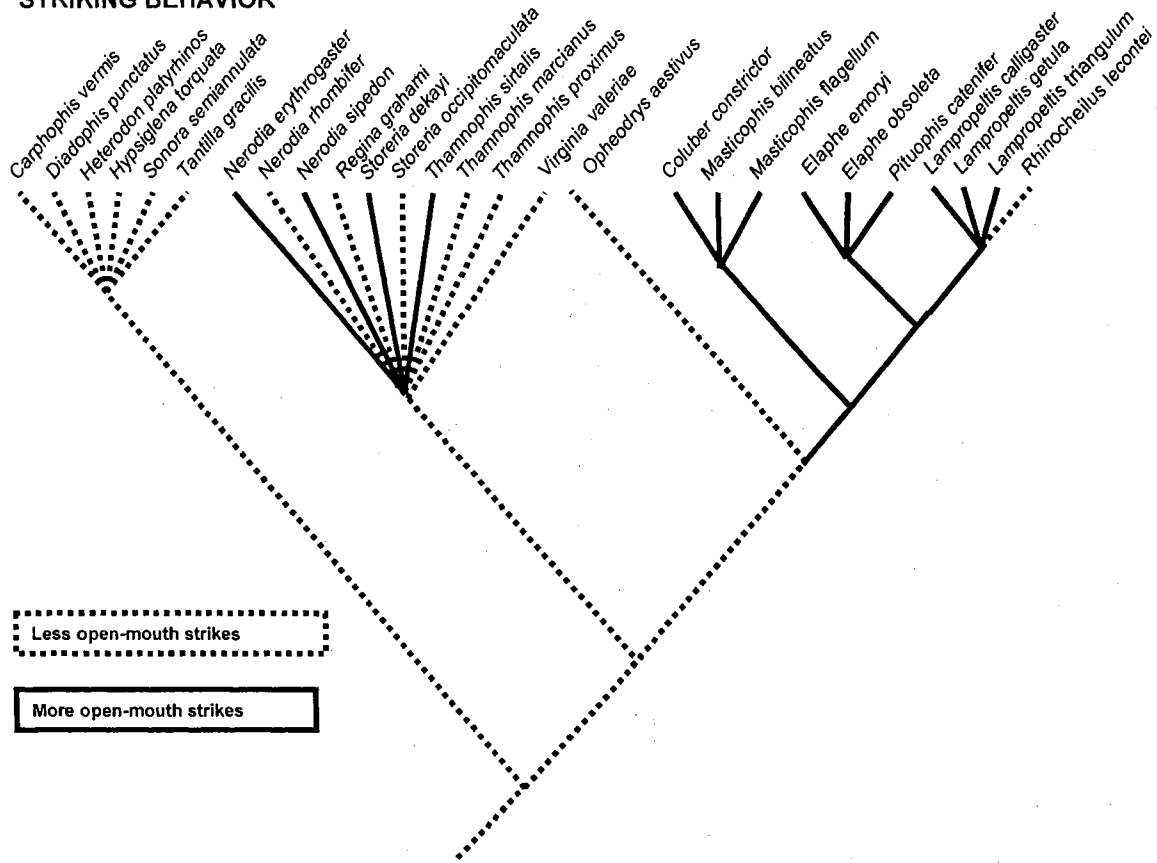 STRIKING BEHAVIOR
Carphophis vermis
Diadophis punctatus
Heterodon platyrhinos
Hypsiglena torquata
Sonora semiannulata
Tantilla gracilis
Nerodia erythrogaster
Nerodia rhombifer
Nerodia sipedon
Regina grahami
Storeria dekayi
Storeria occipitomaculata
Thamnophis sirtalis
Thamnophis marcianus
Thamnophis proximus
Virginia valeriae
Opheodrys aestivus
Coluber constrictor
Masticophis bilineatus
Masticophis flagellum
Elaphe emoryi
Elaphe obsoleta
Pituophis catenifer
Lampropeltis calligaster
Lampropeltis getula
Lampropeltis triangulum
Rhinocheilus lecontei
Less open-mouth strikes
More open-mouth strikes